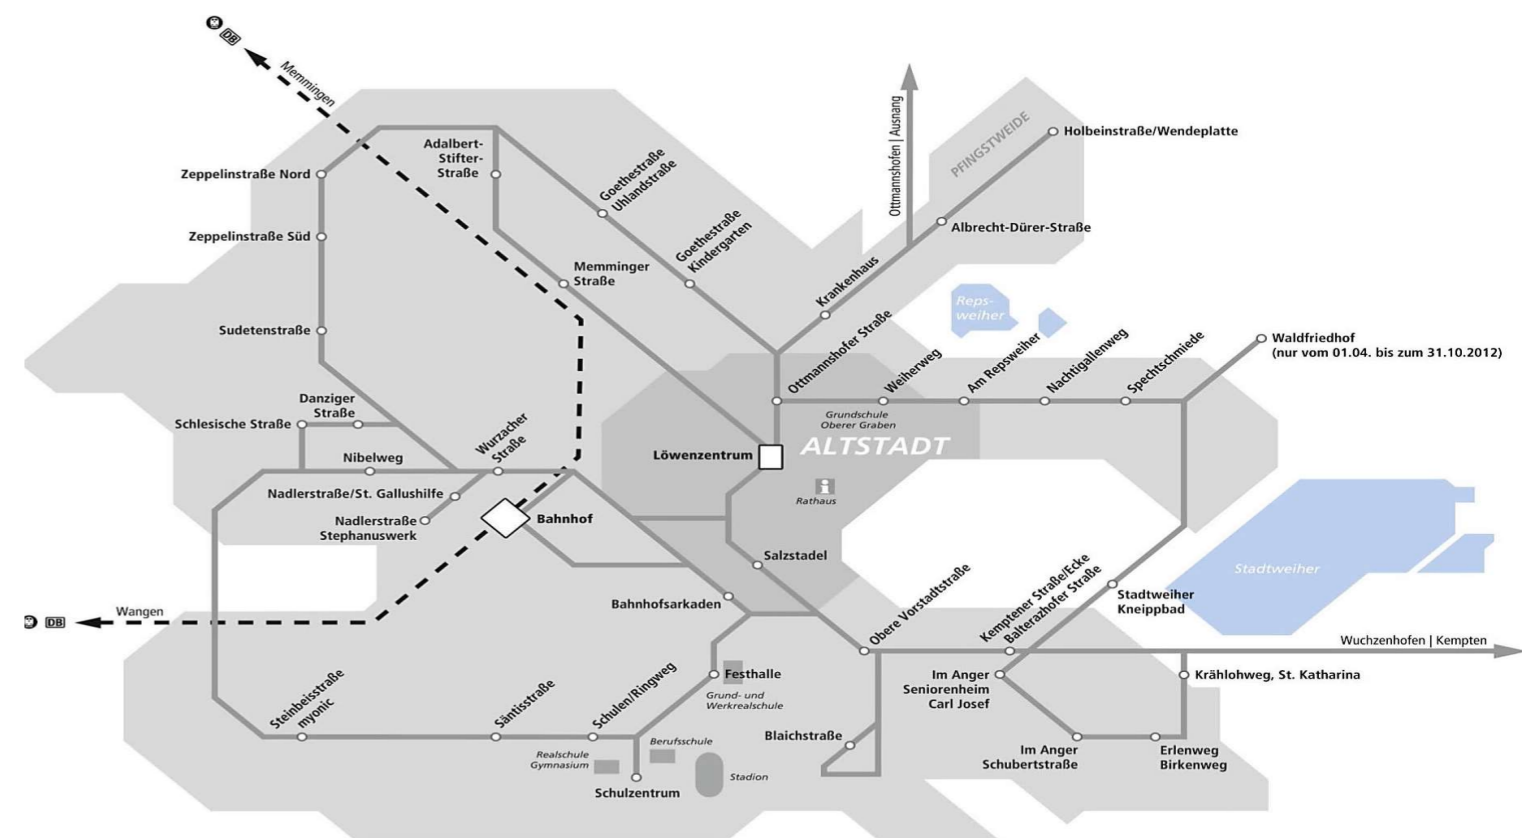 DB
Memmingen
Adalbert-
Stifter-
Straße
Goethestraße
Uhlandstraße
Goethestraße
Kindergarten
Ottmannshofen | Ausnang
PFINGSTWEIDE
Holbeinstraße/Wendeplatte
Albrecht-Dürer-Straße
Krankenhaus
Zeppelinstraße Nord
Zeppelinstraße Süd
Memminger
Straße
Sudetenstraße
Reps-
weiher
Ottmannshofer Straße
Weiherweg
Am Repsweiher
Nachtigallenweg
Spechtschmiede
Waldfriedhof
(nur vom 01.04. bis zum 31.10.2012)
Danziger
Straße
Schlesische Straße
Grundschule
Oberer Graben
ALTSTADT
Löwenzentrum
Wurzacher
Straße
Nibelweg
Nadlerstraße/St. Gallushilfe
Nadlerstraße
Stephanuswerk
Bahnhof
i
Rathaus
Salzstadel
Stadtweiher
Bahnhofsarkaden
Obere Vorstadtstraße
Kemptener Straße/Ecke
Balterazhofer Straße
Stadtweiher
Kneippbad
DB
Wangen
Wuchzenhofen | Kempten
Steinbeisstraße
myonic
Säntisstraße
Schulen/Ringweg
Festhalle
Grund- und
Werkrealschule
Im Anger
Seniorenheim
Carl Josef
Krählohweg, St. Katharina
Blaichstraße
Im Anger
Schubertstraße
Erlenweg
Birkenweg
Realschule
Gymnasium
Berufsschule
Stadion
Schulzentrum